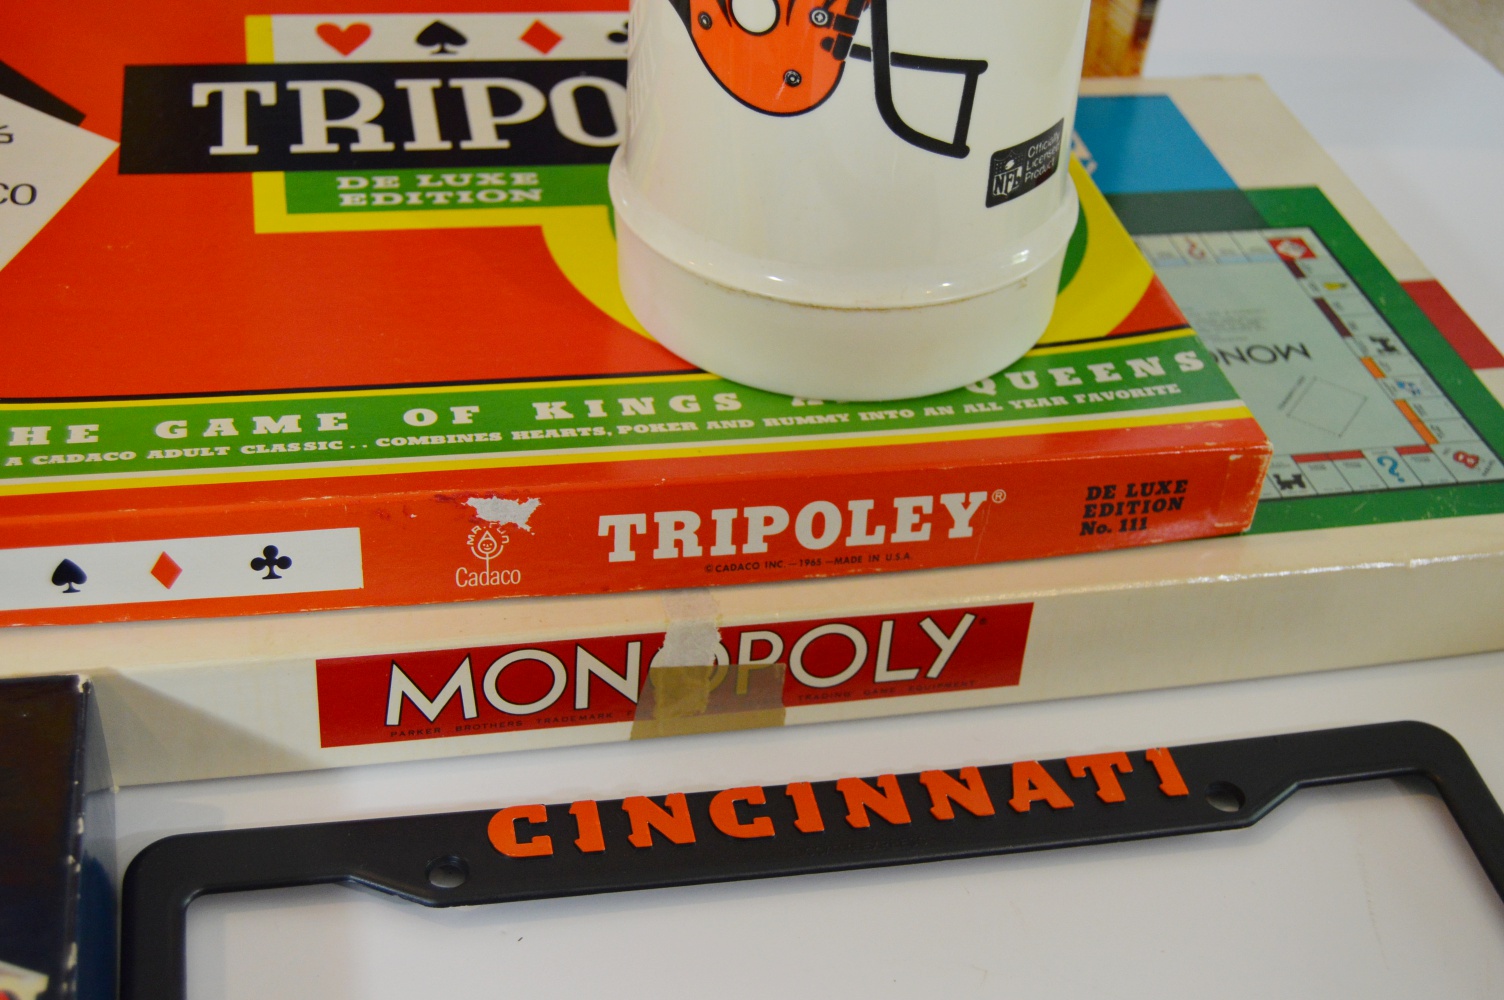 TRIPO
DE LUXE
EDITION
CO
Officially
Licensed
Product
NFL
MONO
HE GAME OF KINGS QUEENS
A CADACO ADULT CLASSIC.. COMBINES HEARTS, POKER AND RUMMY INTO AN ALL YEAR FAVORITE
Cadaco
TRIPOLEY®
© CADACO INC.—1965—MADE IN U.S.A.
DE LUXE
EDITION
No. 111
MONOPOLY
PARKER BROTHERS TRADEMARK TRADING GAME EQUIPMENT
CINCINNATI